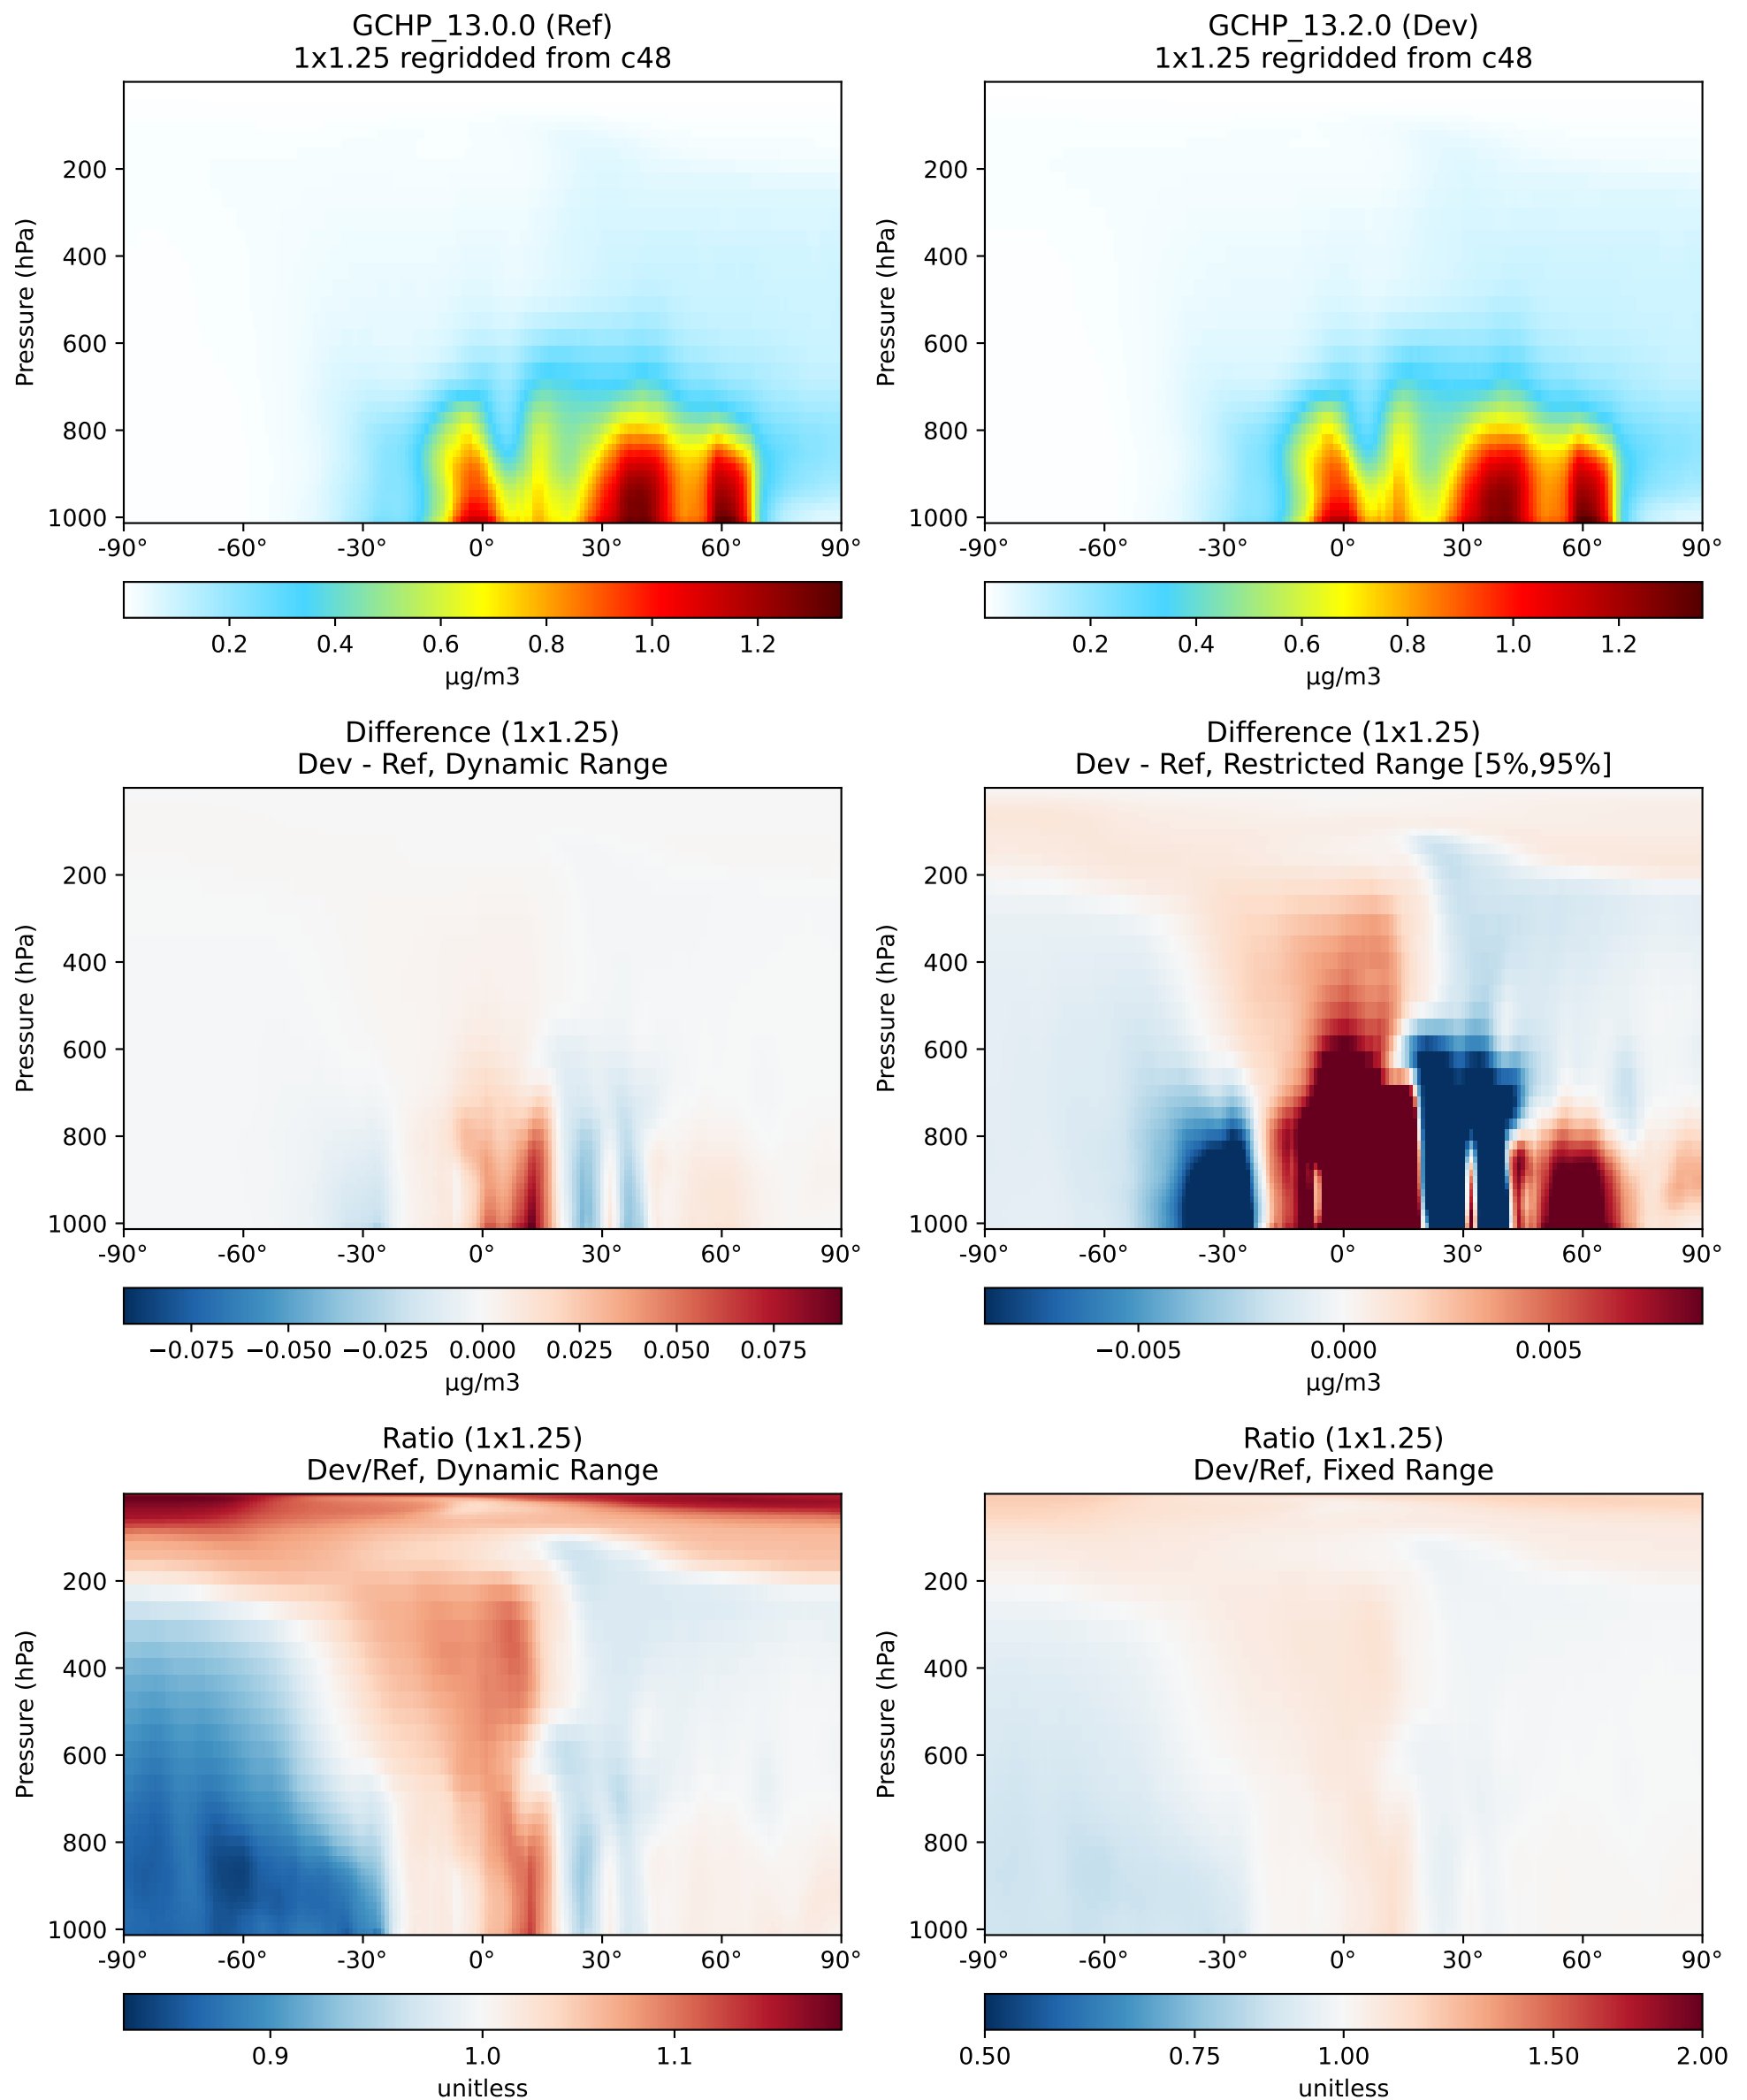 GCHP_13.0.0 (Ref)
1x1.25 regridded from c48
Pressure (hPa)
200
400
600
800
1000
-90° -60° -30° 0° 30° 60° 90°
0.2 0.4 0.6 0.8 1.0 1.2
μg/m3
GCHP_13.2.0 (Dev)
1x1.25 regridded from c48
Pressure (hPa)
200
400
600
800
1000
-90° -60° -30° 0° 30° 60° 90°
0.2 0.4 0.6 0.8 1.0 1.2
μg/m3
Difference (1x1.25)
Dev - Ref, Dynamic Range
Pressure (hPa)
200
400
600
800
1000
-90° -60° -30° 0° 30° 60° 90°
−0.075 −0.050 −0.025 0.000 0.025 0.050 0.075
μg/m3
Difference (1x1.25)
Dev - Ref, Restricted Range [5%,95%]
Pressure (hPa)
200
400
600
800
1000
-90° -60° -30° 0° 30° 60° 90°
−0.005 0.000 0.005
μg/m3
Ratio (1x1.25)
Dev/Ref, Dynamic Range
Pressure (hPa)
200
400
600
800
1000
-90° -60° -30° 0° 30° 60° 90°
0.9 1.0 1.1
unitless
Ratio (1x1.25)
Dev/Ref, Fixed Range
Pressure (hPa)
200
400
600
800
1000
-90° -60° -30° 0° 30° 60° 90°
0.50 0.75 1.00 1.50 2.00
unitless